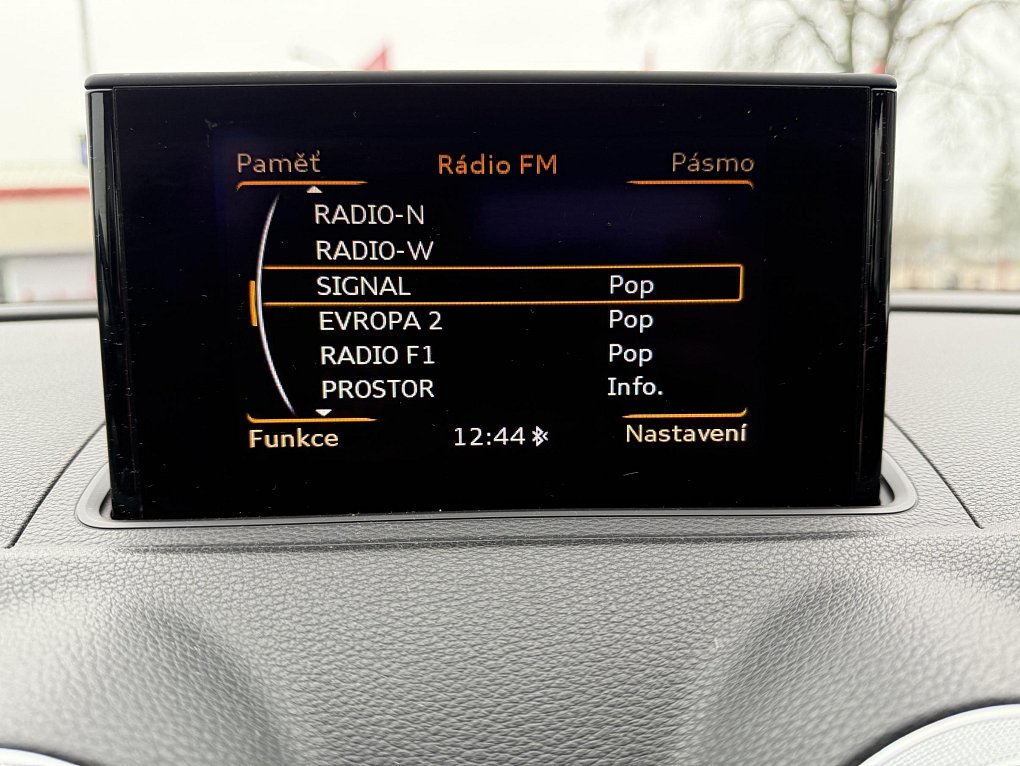 Paměť Rádio FM Pásmo
RADIO-N
RADIO-W
SIGNAL Pop
EVROPA 2 Pop
RADIO F1 Pop
PROSTOR Info.
Funkce 12:44 Nastavení